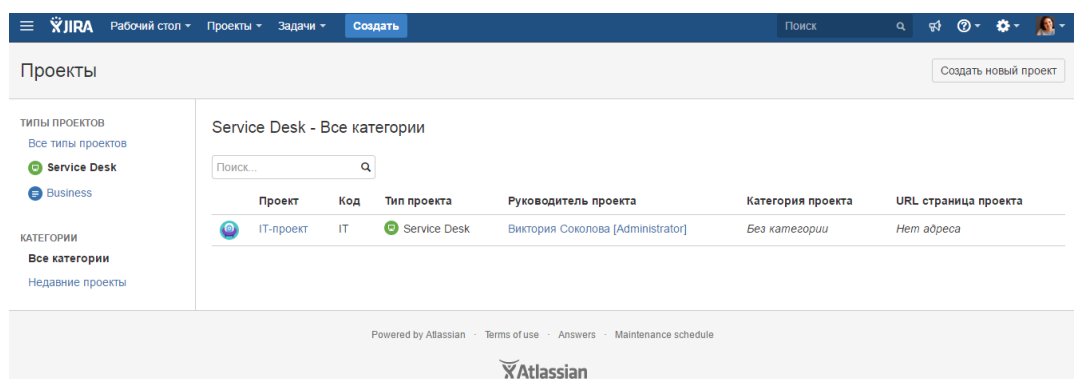 JIRA Рабочий стол Проекты Задачи Создать Поиск
Проекты
Создать новый проект
ТИПЫ ПРОЕКТОВ
Все типы проектов
Service Desk
Business
КАТЕГОРИИ
Все категории
Недавние проекты
Service Desk - Все категории
Поиск...
Проект Код Тип проекта Руководитель проекта Категория проекта URL страница проекта
IT-проект IT Service Desk Виктория Соколова [Administrator] Без категории Нет адреса
Powered by Atlassian · Terms of use · Answers · Maintenance schedule
Atlassian